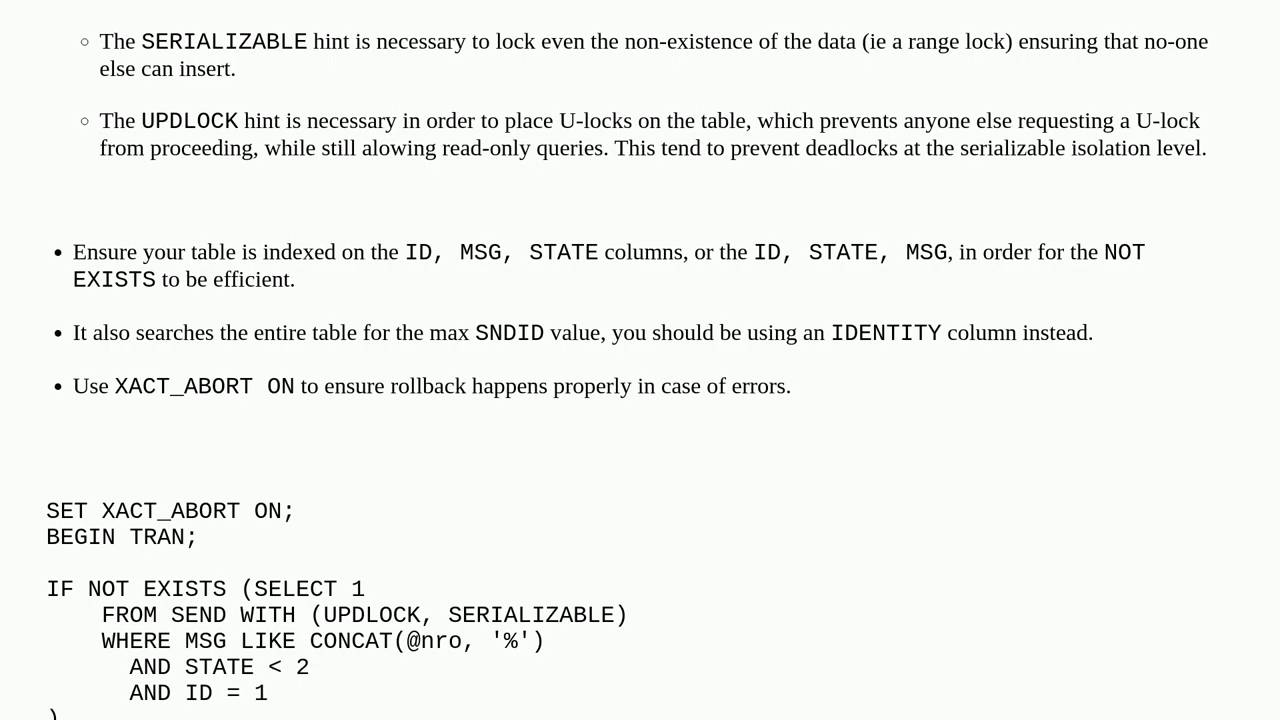 The SERIALIZABLE hint is necessary to lock even the non-existence of the data (ie a range lock) ensuring that no-one
else can insert.
The UPDLOCK hint is necessary in order to place U-locks on the table, which prevents anyone else requesting a U-lock
from proceeding, while still alowing read-only queries. This tend to prevent deadlocks at the serializable isolation level.
Ensure your table is indexed on the ID, MSG, STATE columns, or the ID, STATE, MSG, in order for the NOT
EXISTS to be efficient.
It also searches the entire table for the max SNDID value, you should be using an IDENTITY column instead.
Use XACT_ABORT ON to ensure rollback happens properly in case of errors.
SET XACT_ABORT ON;
BEGIN TRAN;
IF NOT EXISTS (SELECT 1
    FROM SEND WITH (UPDLOCK, SERIALIZABLE)
    WHERE MSG LIKE CONCAT(@nro, '%')
      AND STATE < 2
      AND ID = 1
)